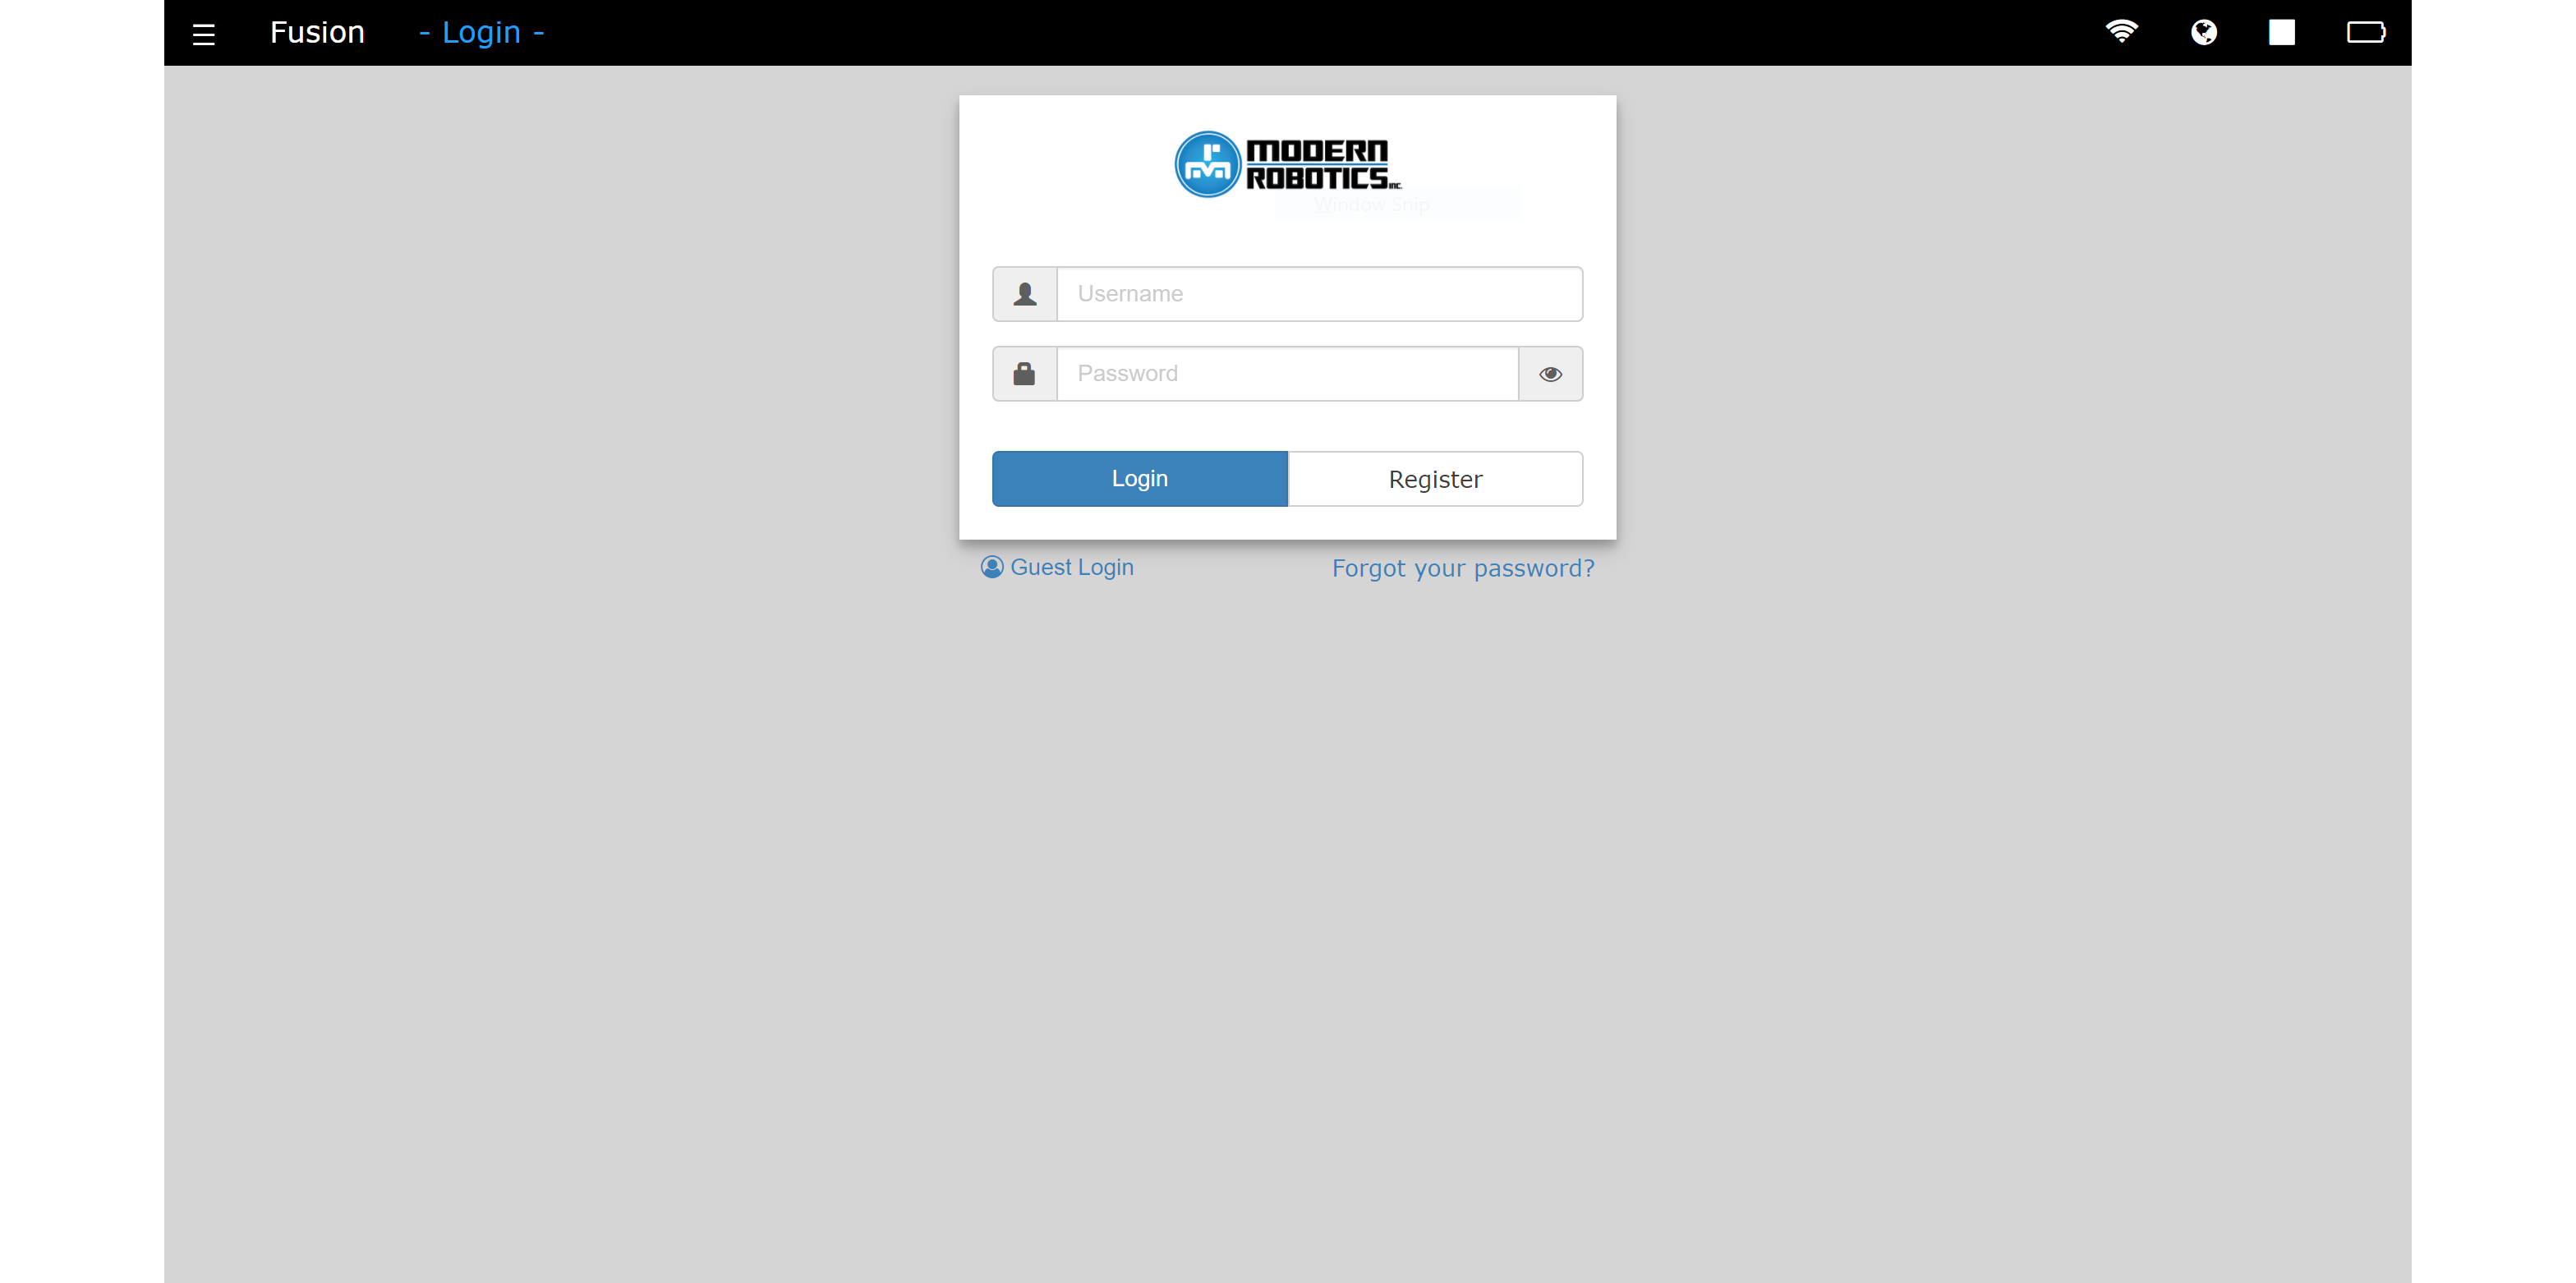 Fusion - Login -
MODERN
ROBOTICS INC.
Window Snip
Username
Password
Login Register
Guest Login Forgot your password?